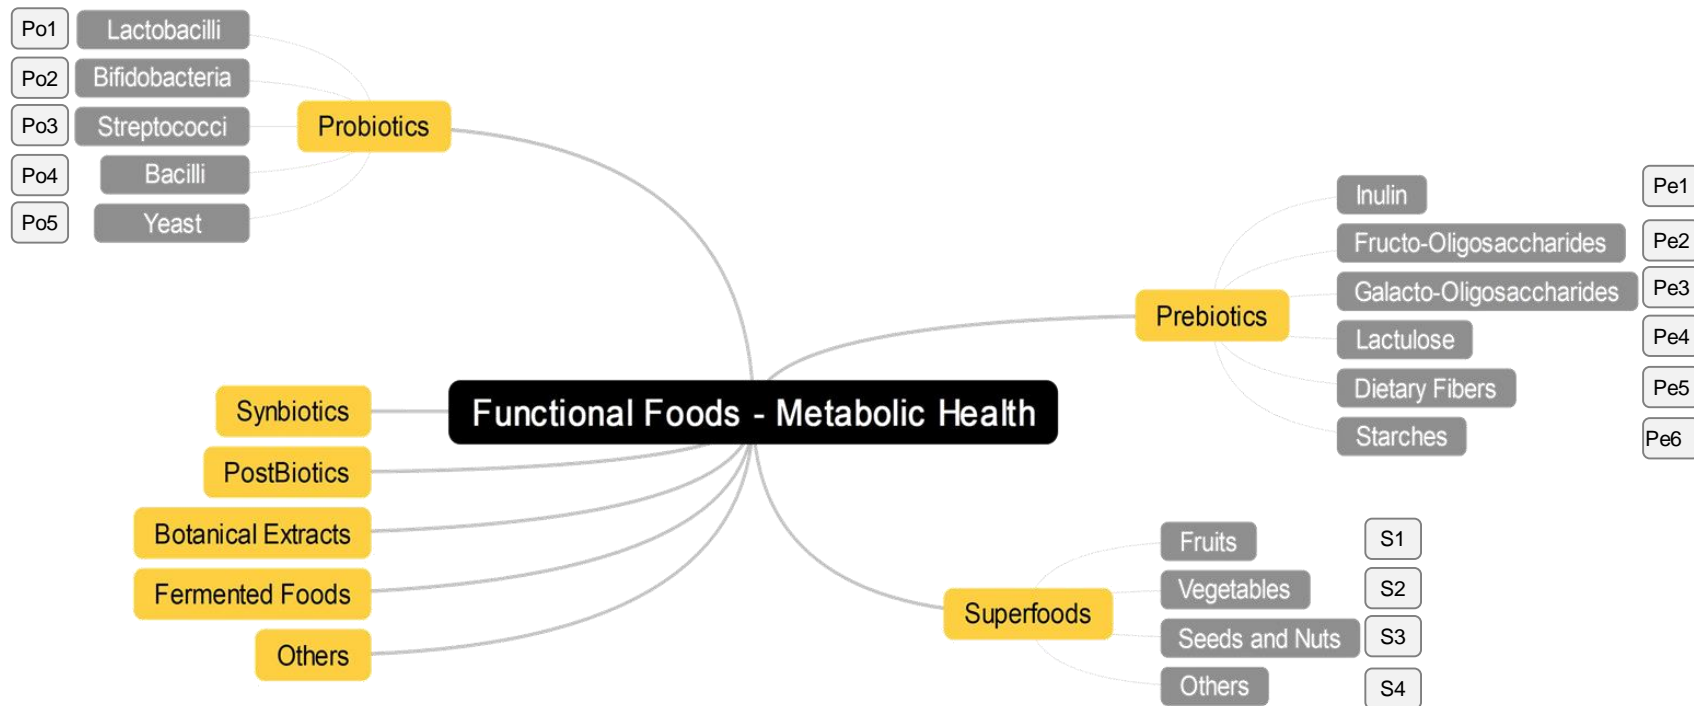 Po1 Lactobacilli
Po2 Bifidobacteria
Po3 Streptococci
Po4 Bacilli
Po5 Yeast
Probiotics
Inulin Pe1
Fructo-Oligosaccharides Pe2
Galacto-Oligosaccharides Pe3
Lactulose Pe4
Dietary Fibers Pe5
Starches Pe6
Prebiotics
Functional Foods - Metabolic Health
Synbiotics
PostBiotics
Botanical Extracts
Fermented Foods
Others
Superfoods
Fruits S1
Vegetables S2
Seeds and Nuts S3
Others S4